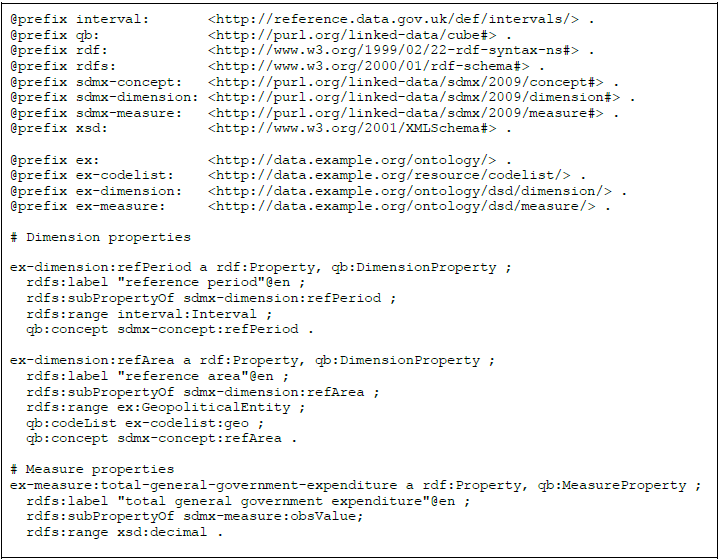 @prefix interval: <http://reference.data.gov.uk/def/intervals/> .
@prefix qb: <http://purl.org/linked-data/cube#> .
@prefix rdf: <http://www.w3.org/1999/02/22-rdf-syntax-ns#> .
@prefix rdfs: <http://www.w3.org/2000/01/rdf-schema#> .
@prefix sdmx-concept: <http://purl.org/linked-data/sdmx/2009/concept#> .
@prefix sdmx-dimension: <http://purl.org/linked-data/sdmx/2009/dimension#> .
@prefix sdmx-measure: <http://purl.org/linked-data/sdmx/2009/measure#> .
@prefix xsd: <http://www.w3.org/2001/XMLSchema#> .
@prefix ex: <http://data.example.org/ontology/> .
@prefix ex-codelist: <http://data.example.org/resource/codelist/> .
@prefix ex-dimension: <http://data.example.org/ontology/dsd/dimension/> .
@prefix ex-measure: <http://data.example.org/ontology/dsd/measure/> .
# Dimension properties
ex-dimension:refPeriod a rdf:Property, qb:DimensionProperty ;
rdfs:label "reference period"@en ;
rdfs:subPropertyOf sdmx-dimension:refPeriod ;
rdfs:range interval:Interval ;
qb:concept sdmx-concept:refPeriod .
ex-dimension:refArea a rdf:Property, qb:DimensionProperty ;
rdfs:label "reference area"@en ;
rdfs:subPropertyOf sdmx-dimension:refArea ;
rdfs:range ex:GeopoliticalEntity ;
qb:codeList ex-codelist:geo ;
qb:concept sdmx-concept:refArea .
# Measure properties
ex-measure:total-general-government-expenditure a rdf:Property, qb:MeasureProperty ;
rdfs:label "total general government expenditure"@en ;
rdfs:subPropertyOf sdmx-measure:obsValue;
rdfs:range xsd:decimal .